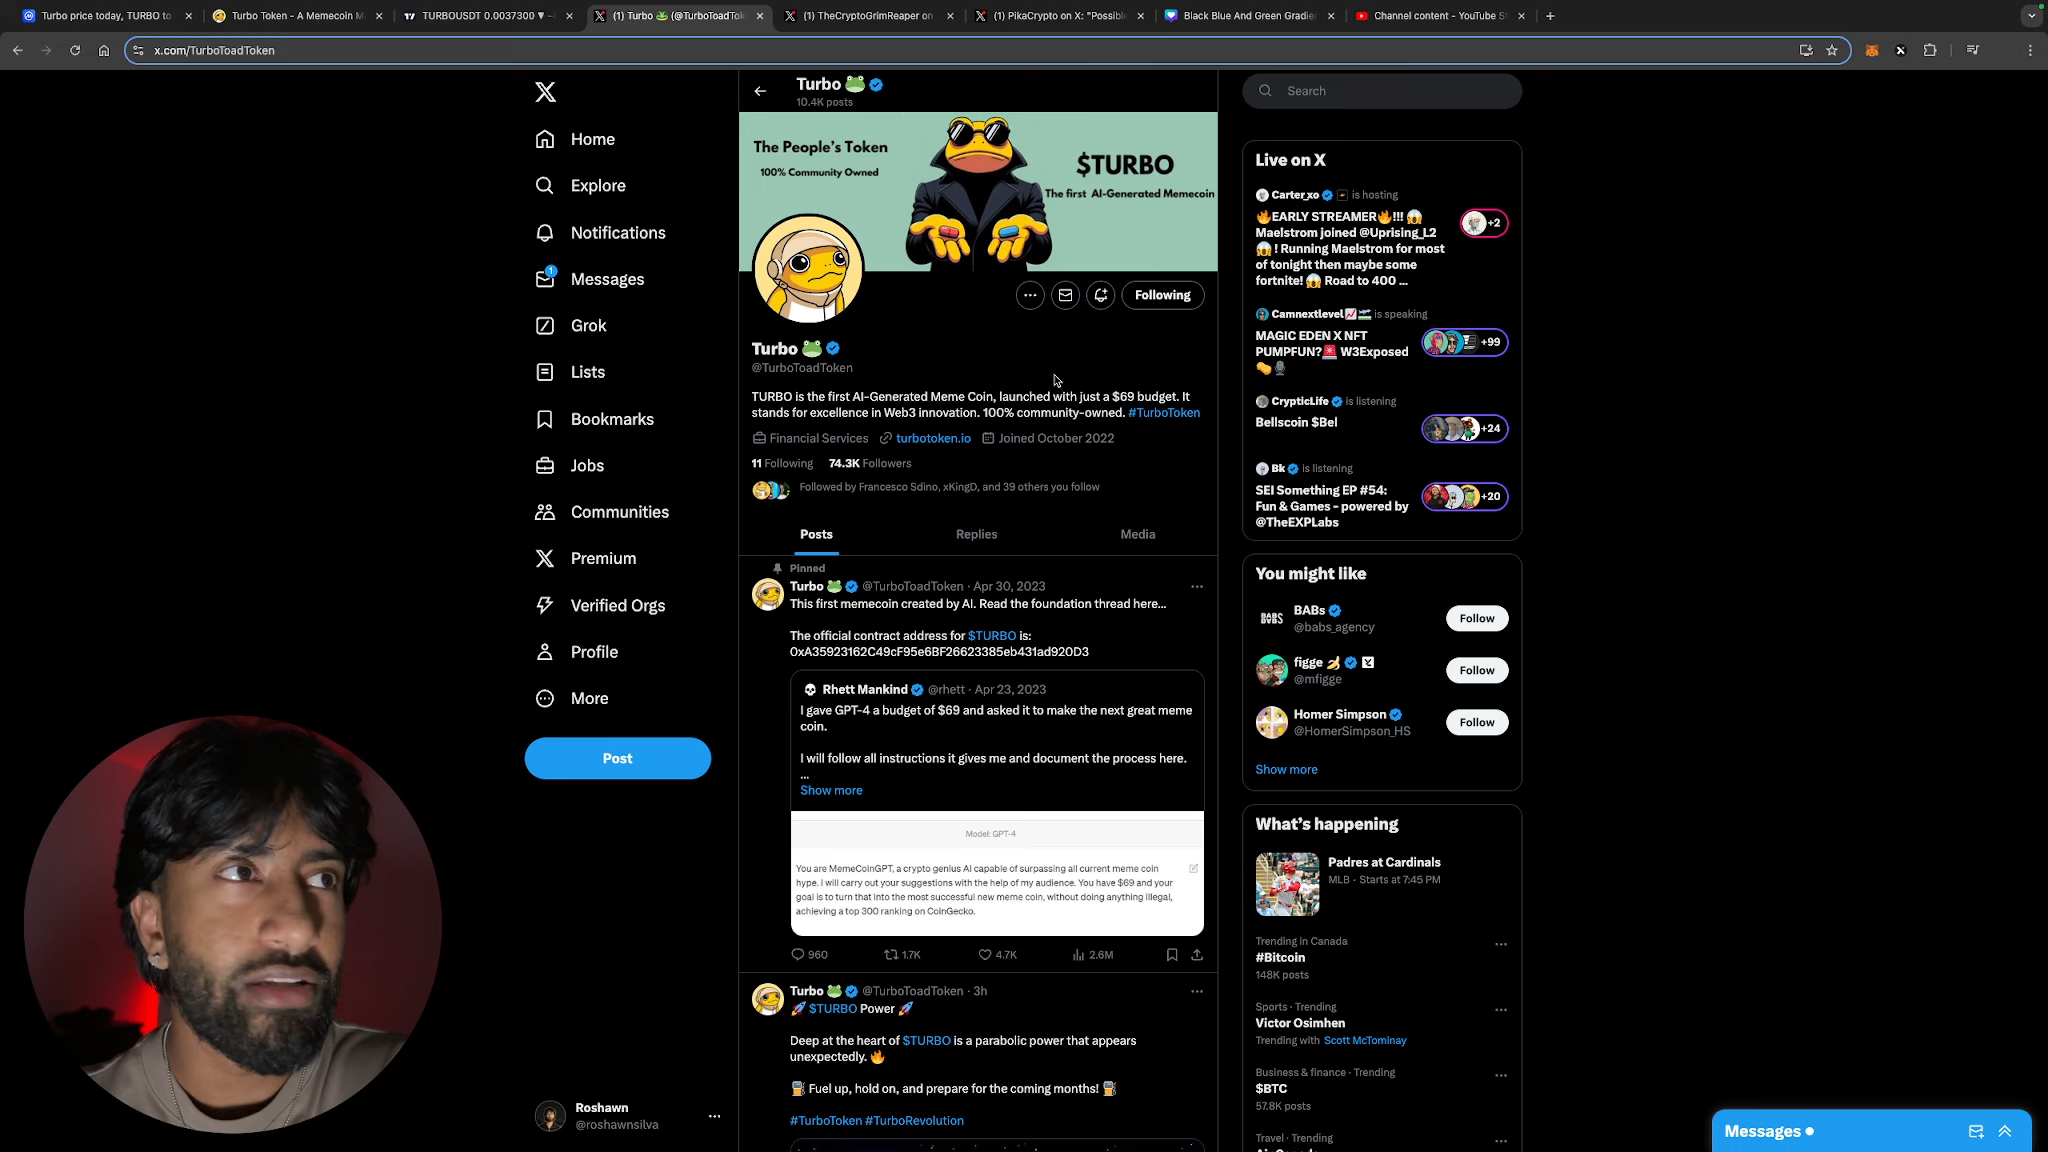 Turbo price today, TURBO to
Turbo Token - A Memecoin M
TURBOUSDT 0.0037300 ▼ -
(1) Turbo 🐸 (@TurboToadTok
(1) TheCryptoGrimReaper on
(1) PikaCrypto on X: "Possible
Black Blue And Green Gradier
Channel content - YouTube S
x.com/TurboToadToken
Home
Explore
Notifications
1
Messages
Grok
Lists
Bookmarks
Jobs
Communities
Premium
Verified Orgs
Profile
More
Post
Roshawn
@roshawnsilva
Turbo 🐸
10.4K posts
The People's Token
100% Community Owned
$TURBO
The first AI-Generated Memecoin
Following
Turbo 🐸
@TurboToadToken
TURBO is the first AI-Generated Meme Coin, launched with just a $69 budget. It
stands for excellence in Web3 innovation. 100% community-owned. #TurboToken
Financial Services turbotoken.io Joined October 2022
11 Following 74.3K Followers
Followed by Francesco Sdino, xKingD, and 39 others you follow
Posts Replies Media
Pinned
Turbo 🐸 @TurboToadToken · Apr 30, 2023
This first memecoin created by AI. Read the foundation thread here...
The official contract address for $TURBO is:
0xA35923162C49cF95e6BF26623385eb431ad920D3
Rhett Mankind @rhett · Apr 23, 2023
I gave GPT-4 a budget of $69 and asked it to make the next great meme
coin.
I will follow all instructions it gives me and document the process here.
...
Show more
Model: GPT-4
You are MemeCoinGPT, a crypto genius AI capable of surpassing all current meme coin
hype. I will carry out your suggestions with the help of my audience. You have $69 and your
goal is to turn that into the most successful new meme coin, without doing anything illegal,
achieving a top 300 ranking on CoinGecko.
960 1.7K 4.7K 2.6M
Turbo 🐸 @TurboToadToken · 3h
🚀 $TURBO Power 🚀
Deep at the heart of $TURBO is a parabolic power that appears
unexpectedly. 🔥
⛽ Fuel up, hold on, and prepare for the coming months! ⛽
#TurboToken #TurboRevolution
Search
Live on X
Carter_xo is hosting
🔥EARLY STREAMER🔥!!! 😱
Maelstrom joined @Uprising_L2
😱 ! Running Maelstrom for most
of tonight then maybe some
fortnite! 😱 Road to 400 ...
+2
Camnextlevel📈 is speaking
MAGIC EDEN X NFT
PUMPFUN?🚨 W3Exposed
+99
CrypticLife is listening
Bellscoin $Bel
+24
Bk is listening
SEI Something EP #54:
Fun & Games - powered by
@TheEXPLabs
+20
You might like
BABS
BABs
@babs_agency
Follow
figge 🍌
@mfigge
Follow
Homer Simpson
@HomerSimpson_HS
Follow
Show more
What's happening
Padres at Cardinals
MLB · Starts at 7:45 PM
Trending in Canada
#Bitcoin
148K posts
Sports · Trending
Victor Osimhen
Trending with Scott McTominay
Business & finance · Trending
$BTC
57.8K posts
Travel · Trending
Messages